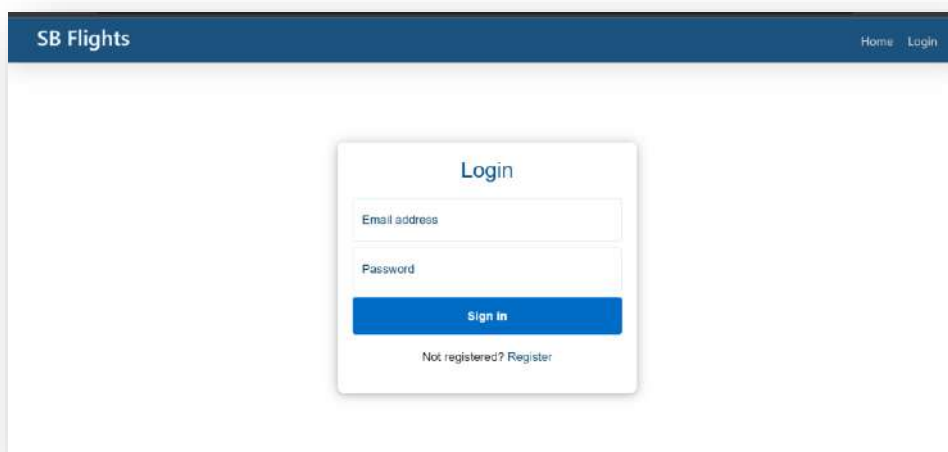 SB Flights
Home Login
Login
Email address
Password
Sign in
Not registered? Register